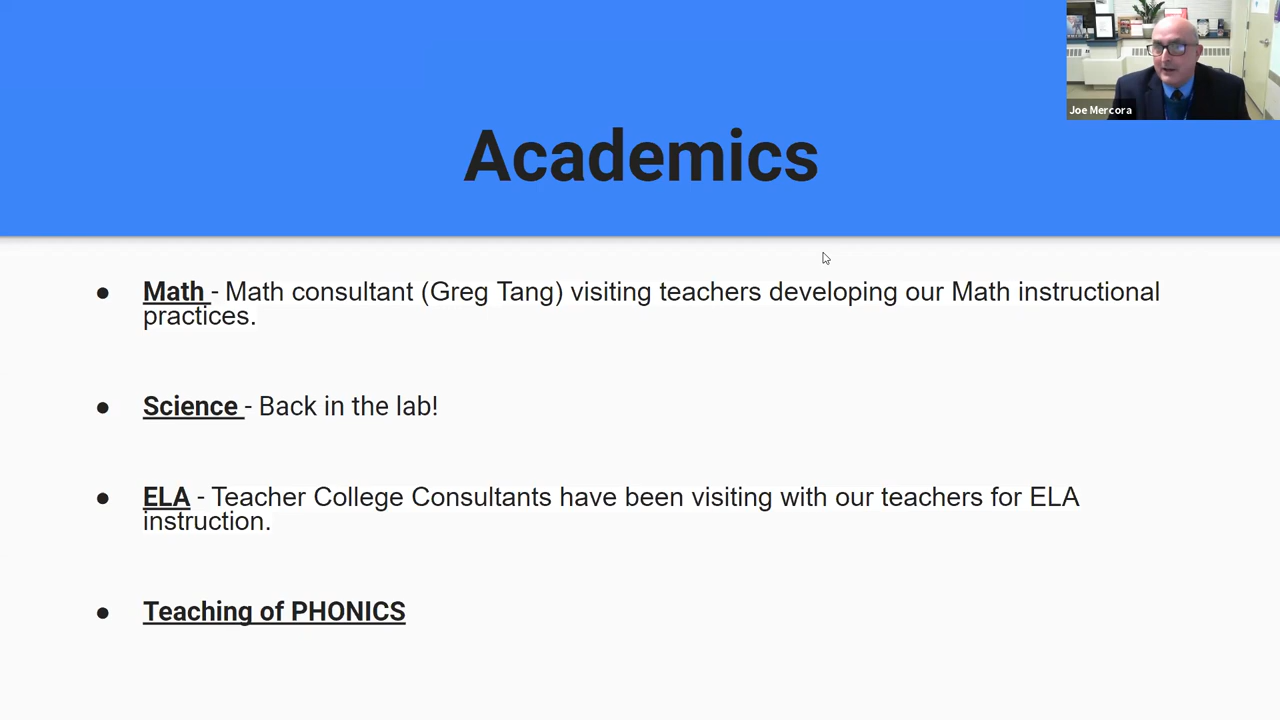 Joe Mercora
Academics
● Math - Math consultant (Greg Tang) visiting teachers developing our Math instructional
practices.
● Science - Back in the lab!
● ELA - Teacher College Consultants have been visiting with our teachers for ELA
instruction.
● Teaching of PHONICS